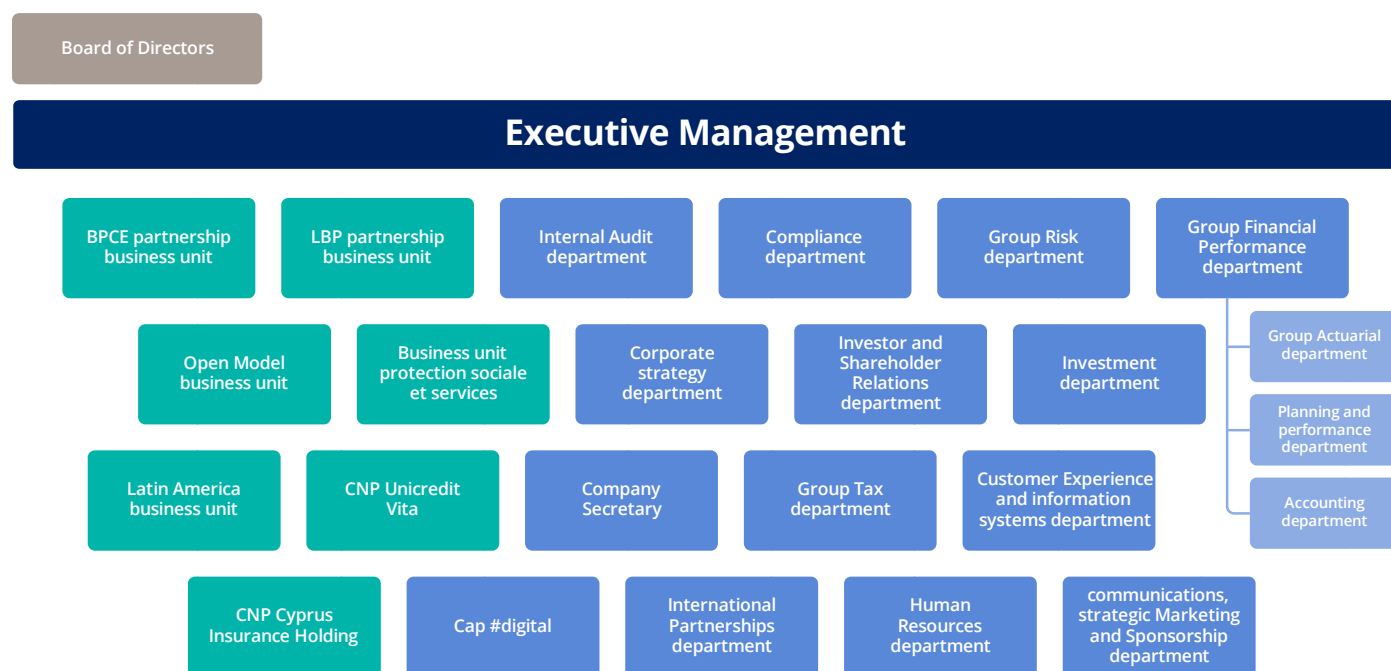 Board of Directors
Executive Management
BPCE partnership
business unit
LBP partnership
business unit
Internal Audit
department
Compliance
department
Group Risk
department
Group Financial
Performance
department
Group Actuarial
department
Planning and
performance
department
Accounting
department
Open Model
business unit
Business unit
protection sociale
et services
Corporate
strategy
department
Investor and
Shareholder
Relations
department
Investment
department
Latin America
business unit
CNP Unicredit
Vita
Company
Secretary
Group Tax
department
Customer Experience
and information
systems department
CNP Cyprus
Insurance Holding
Cap #digital
International
Partnerships
department
Human
Resources
department
communications,
strategic Marketing
and Sponsorship
department